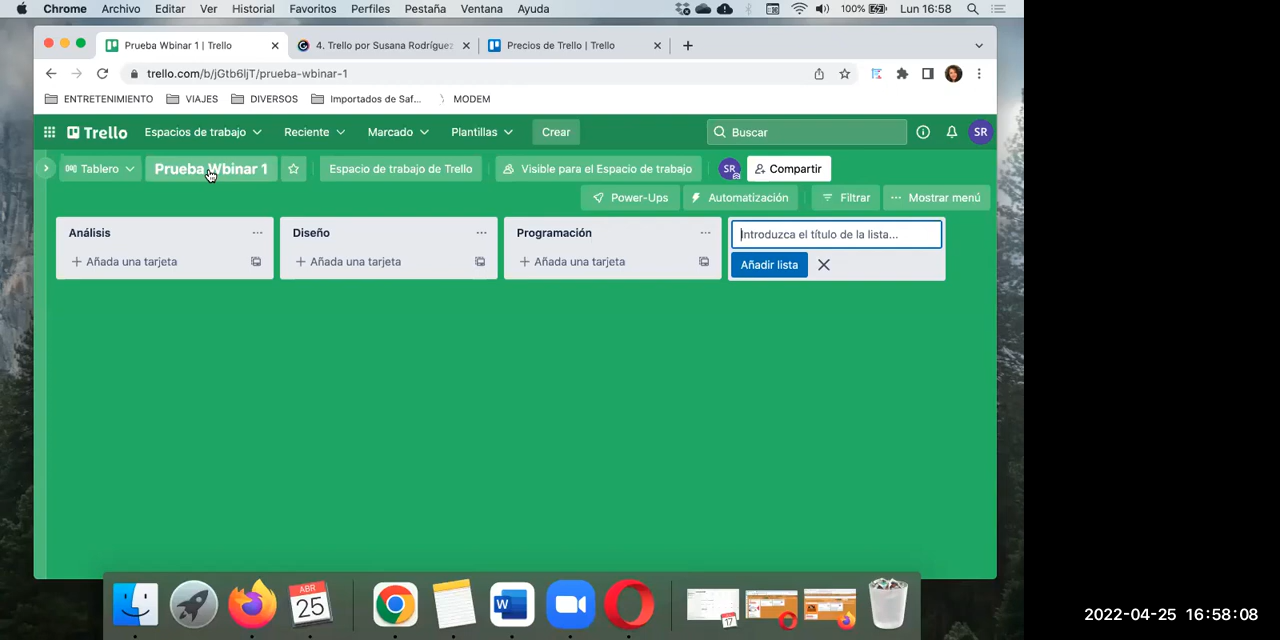 Chrome Archivo Editar Ver Historial Favoritos Perfiles Pestaña Ventana Ayuda 100% Lun 16:58
Prueba Wbinar 1 | Trello 4. Trello por Susana Rodríguez Precios de Trello | Trello
trello.com/b/jGtb6ljT/prueba-wbinar-1
ENTRETENIMIENTO VIAJES DIVERSOS Importados de Saf... MODEM
Trello Espacios de trabajo Reciente Marcado Plantillas Crear Buscar SR
Tablero Prueba Wbinar 1 Espacio de trabajo de Trello Visible para el Espacio de trabajo SR Compartir
Power-Ups Automatización Filtrar Mostrar menú
Análisis Diseño Programación Introduzca el título de la lista...
Añada una tarjeta Añada una tarjeta Añada una tarjeta Añadir lista
ABR
25
W
17
2022-04-25 16:58:08